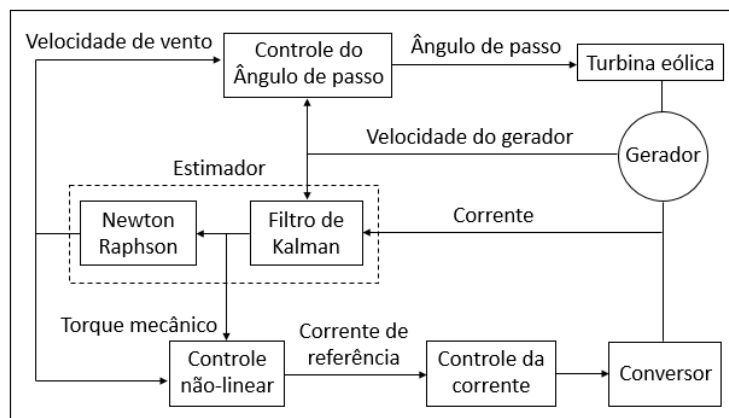 Velocidade de vento
Controle do
Ângulo de passo
Ângulo de passo
Turbina eólica
Velocidade do gerador
Gerador
Estimador
Newton
Raphson
Filtro de
Kalman
Corrente
Torque mecânico
Controle
não-linear
Corrente de
referência
Controle da
corrente
Conversor